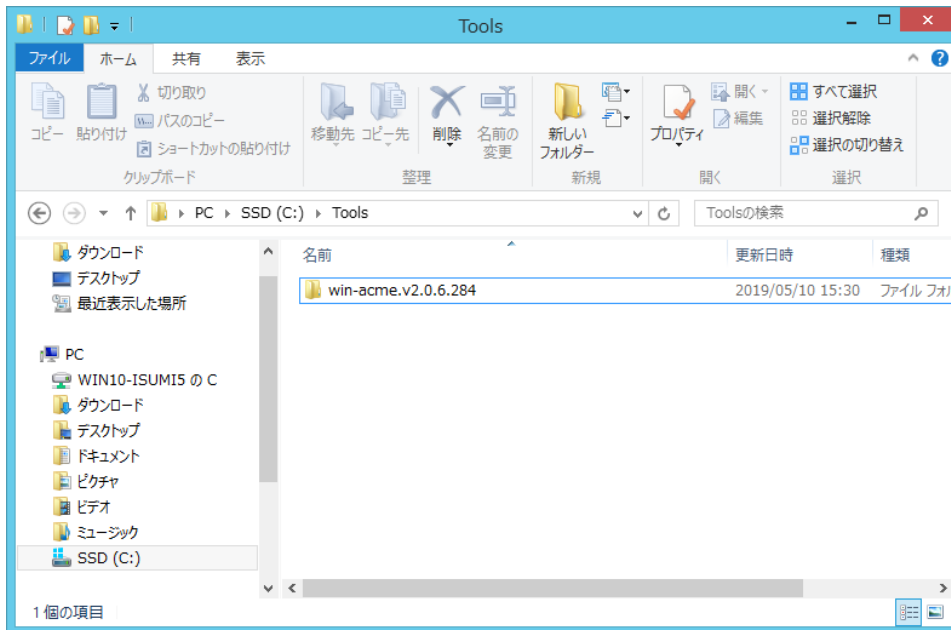 Tools
ファイル ホーム 共有 表示
コピー 貼り付け 切り取り
パスのコピー
ショートカットの貼り付け
クリップボード
移動先 コピー先 削除 名前の
変更
整理
新しい
フォルダー
新規
プロパティ
開く
編集
開く
すべて選択
選択解除
選択の切り替え
選択
PC SSD (C:) Tools
Toolsの検索
ダウンロード
デスクトップ
最近表示した場所
PC
WIN10-ISUMI5 の C
ダウンロード
デスクトップ
ドキュメント
ピクチャ
ビデオ
ミュージック
SSD (C:)
名前 更新日時 種類
win-acme.v2.0.6.284 2019/05/10 15:30 ファイル フォ
1 個の項目